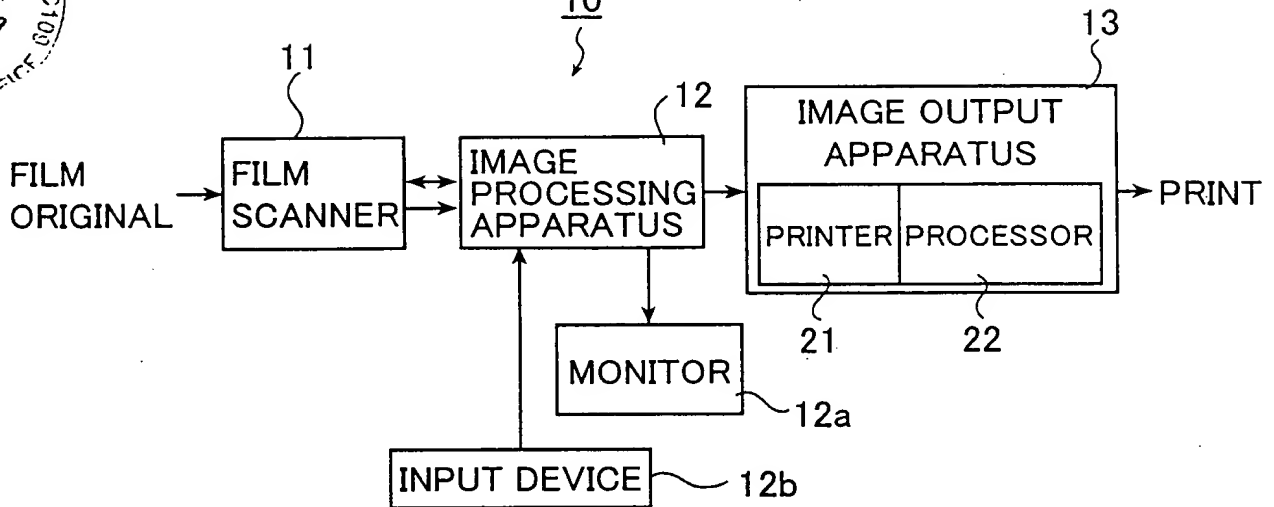 10
C100
11
12
13
FILM
ORIGINAL
FILM
SCANNER
IMAGE
PROCESSING
APPARATUS
IMAGE OUTPUT
APPARATUS
PRINTER
PROCESSOR
PRINT
21
22
MONITOR
12a
INPUT DEVICE
12b